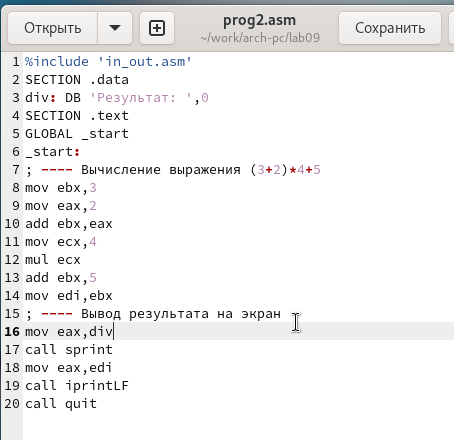 Открыть
prog2.asm
~/work/arch-pc/lab09
Сохранить
1 %include 'in_out.asm'
2 SECTION .data
3 div: DB 'Результат: ',0
4 SECTION .text
5 GLOBAL _start
6 _start:
7 ; ---- Вычисление выражения (3+2)*4+5
8 mov ebx,3
9 mov eax,2
10 add ebx,eax
11 mov ecx,4
12 mul ecx
13 add ebx,5
14 mov edi,ebx
15 ; ---- Вывод результата на экран
16 mov eax,div
17 call sprint
18 mov eax,edi
19 call iprintLF
20 call quit